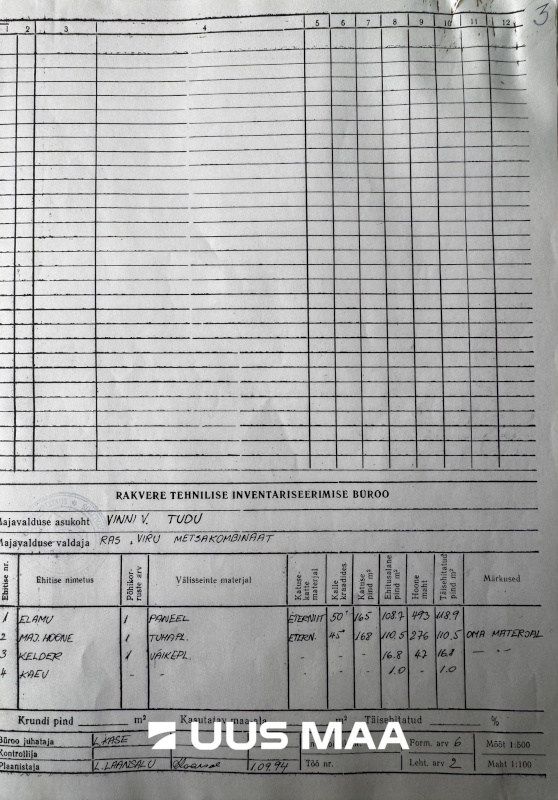 3
1 2 3 4 5 6 7 8 9 10 11 12
RAKVERE TEHNILISE INVENTARISEERIMISE BÜROO
Majavalduse asukoht VINNI V. TUDU
Majavalduse valdaja RAS "VIRU METSAKOMBINAAT
Ehitise nr. Ehitise nimetus Põhikorruste arv Välisseinte materjal Katusekatte materjal Kalle kraadides Katuse pind m² Ehitusalane pind m² Hoone maht Täisehitatud pind m² Märkused
1 ELAMU 1 PANEEL ETERNIIT 50° 165 108.7 493 118.9
2 MAJ. HOONE 1 TUHAPL. ETERN. 45° 168 110,5 276 110,5 OMA MATERJAL
3 KELDER 1 VÄIKEPL. - - - 16.8 47 16.8 — " —
4 KAEV - - - - - 1.0 - 1.0
Krundi pind m² Kasutatav maa-ala m² Täisehitatud %
Büroo juhataja L. KASE Form. arv 6 Mõõt 1:500
Kontrollija
Plaanistaja L. LAANSALU 1.09.94 Töö nr. Leht. arv 2 Maht 1:100
UUS MAA